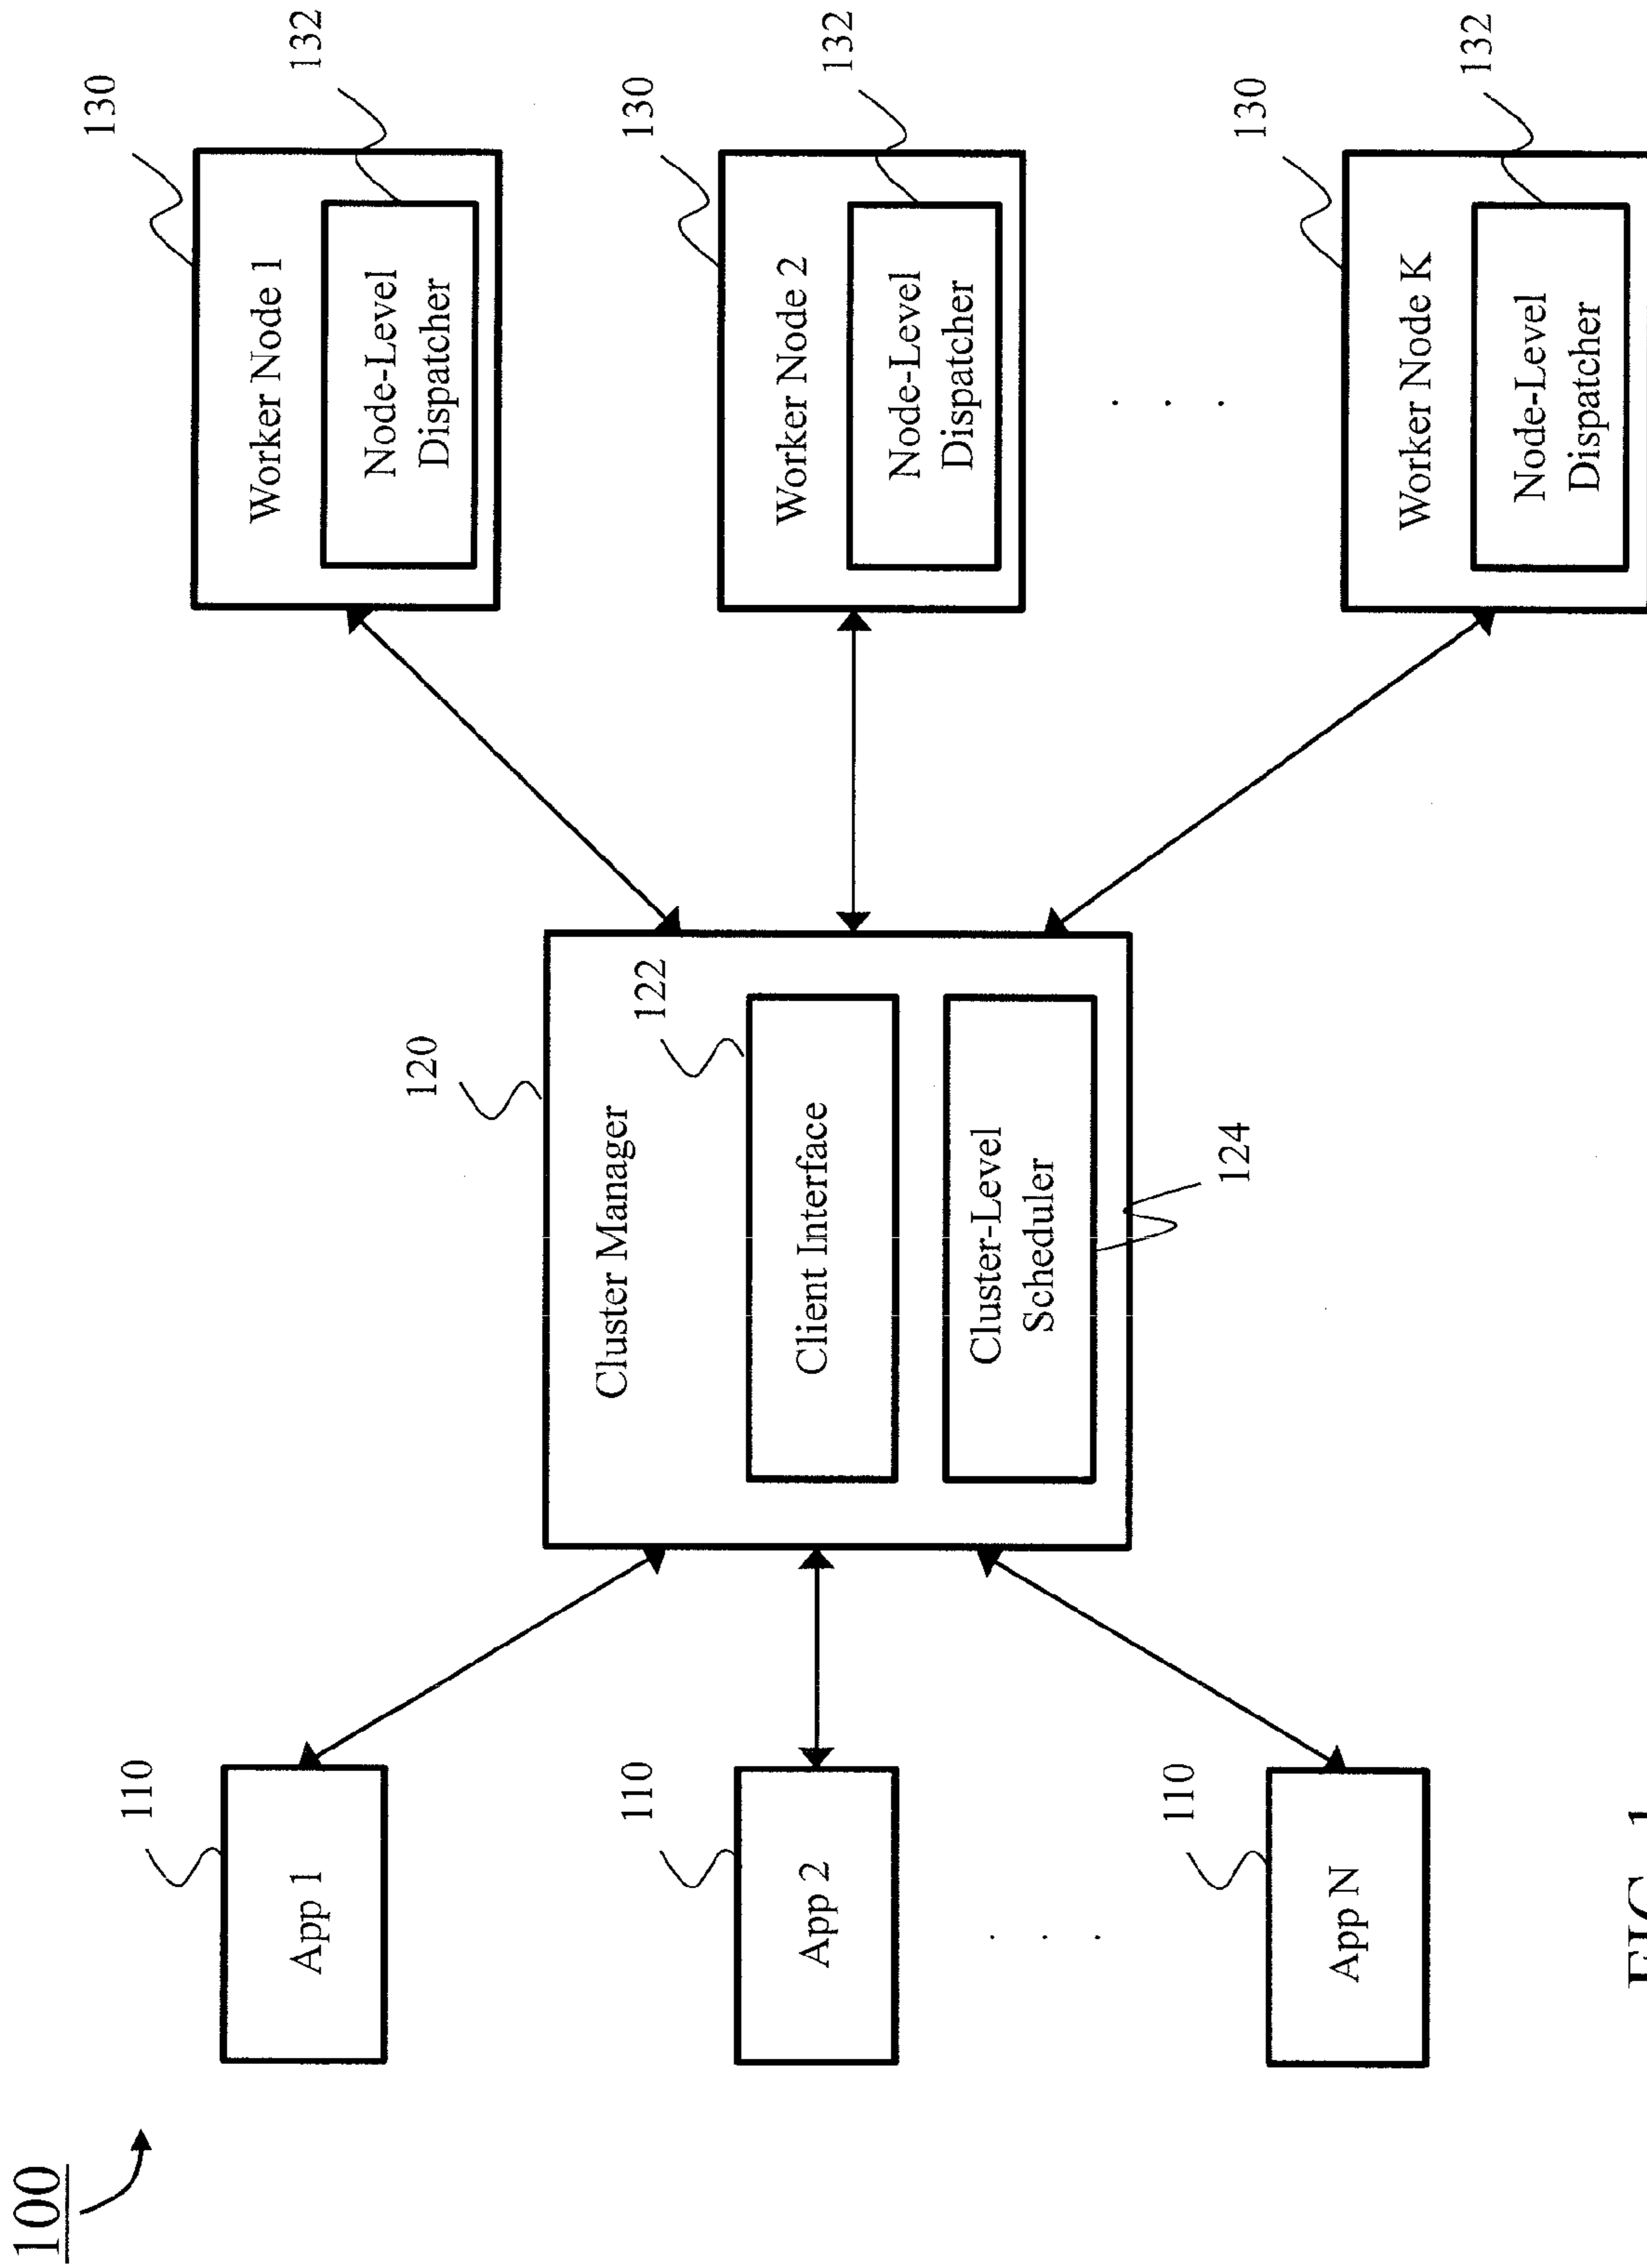 100
110
App 1
110
App 2
. . .
110
App N
120
Cluster Manager
122
Client Interface
Cluster-Level
Scheduler
124
130
132
Worker Node 1
Node-Level
Dispatcher
130
132
Worker Node 2
Node-Level
Dispatcher
. . .
130
132
Worker Node K
Node-Level
Dispatcher
FIG. 1